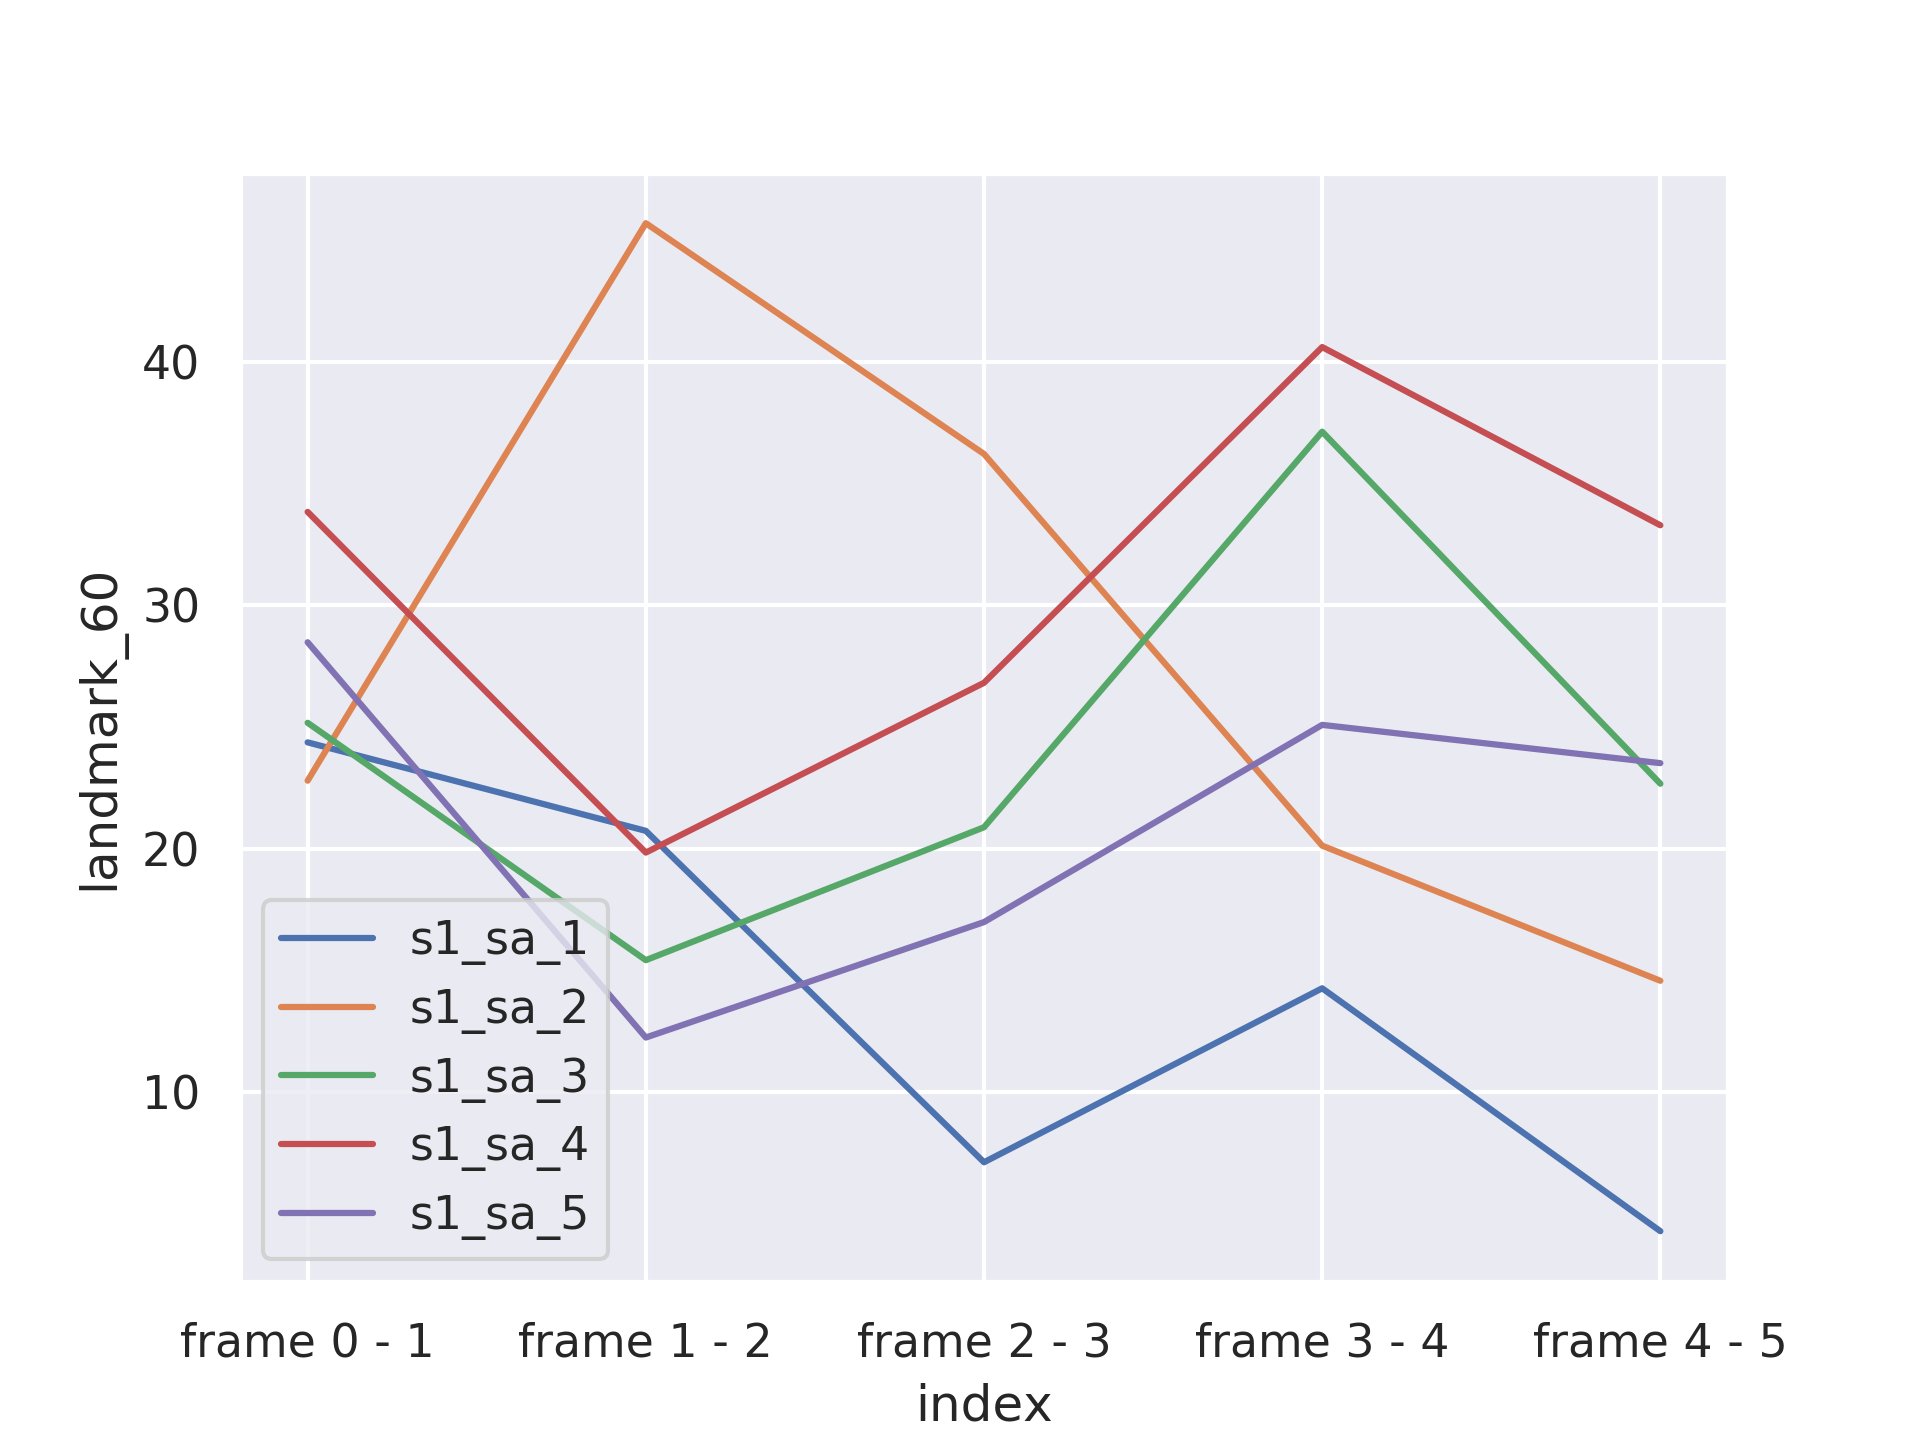 landmark_60
40
30
20
10
s1_sa_1
s1_sa_2
s1_sa_3
s1_sa_4
s1_sa_5
frame 0 - 1
frame 1 - 2
frame 2 - 3
frame 3 - 4
frame 4 - 5
index